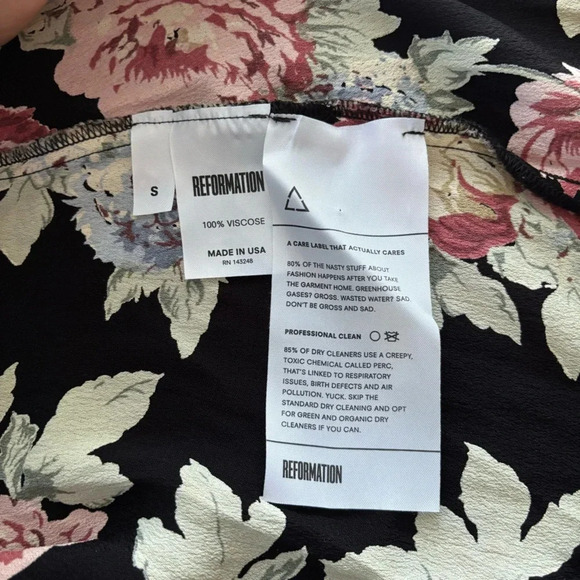 S
REFORMATION
100% VISCOSE
MADE IN USA
RN 143248
A CARE LABEL THAT ACTUALLY CARES
80% OF THE NASTY STUFF ABOUT
FASHION HAPPENS AFTER YOU TAKE
THE GARMENT HOME. GREENHOUSE
GASES? GROSS. WASTED WATER? SAD.
DON'T BE GROSS AND SAD.
PROFESSIONAL CLEAN
85% OF DRY CLEANERS USE A CREEPY,
TOXIC CHEMICAL CALLED PERC,
THAT'S LINKED TO RESPIRATORY
ISSUES, BIRTH DEFECTS AND AIR
POLLUTION. YUCK. SKIP THE
STANDARD DRY CLEANING AND OPT
FOR GREEN AND ORGANIC DRY
CLEANERS IF YOU CAN.
REFORMATION